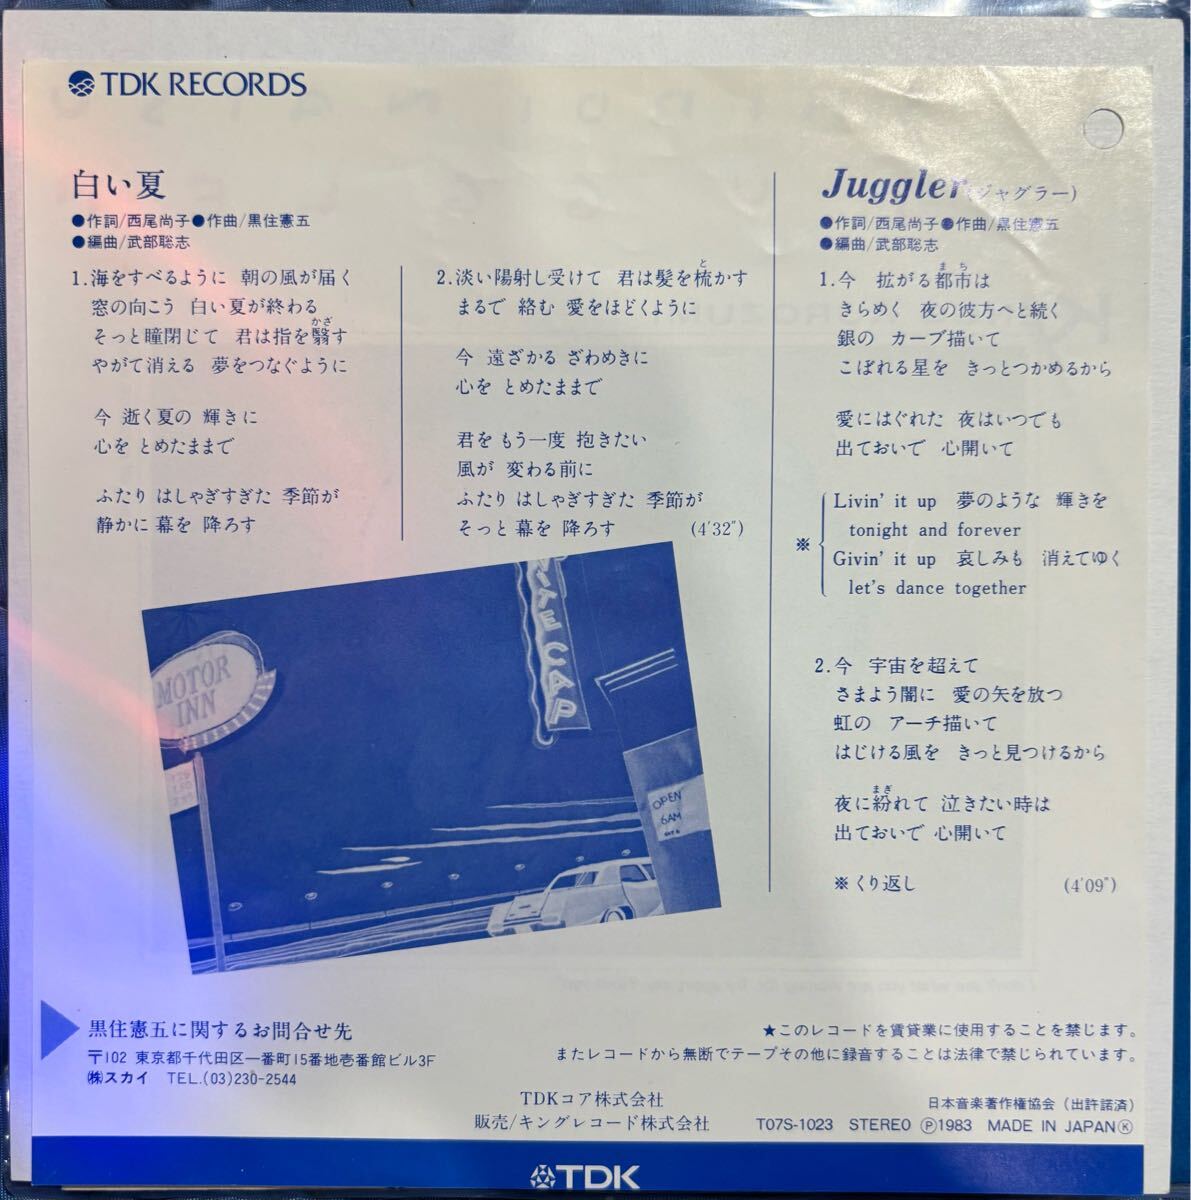 TDK RECORDS
白い夏
●作詞/西尾尚子●作曲/黒住憲五
●編曲/武部聡志
1.海をすべるように 朝の風が届く
窓の向こう 白い夏が終わる
そっと瞳閉じて 君は指を翳す
かざ
やがて消える 夢をつなぐように
今 逝く夏の 輝きに
心を とめたままで
ふたり はしゃぎすぎた 季節が
静かに 幕を 降ろす
2.淡い陽射し受けて 君は髪を梳かす
と
まるで 絡む 愛をほどくように
今 遠ざかる ざわめきに
心を とめたままで
君を もう一度 抱きたい
風が 変わる前に
ふたり はしゃぎすぎた 季節が
そっと 幕を 降ろす (4'32")
Juggler(ジャグラー)
●作詞/西尾尚子●作曲/黒住憲五
●編曲/武部聡志
1.今 拡がる都市は
まち
きらめく 夜の彼方へと続く
銀の カーブ描いて
こぼれる星を きっとつかめるから
愛にはぐれた 夜はいつでも
出ておいで 心開いて
※
Livin' it up 夢のような 輝きを
tonight and forever
Givin' it up 哀しみも 消えてゆく
let's dance together
2.今 宇宙を超えて
さまよう闇に 愛の矢を放つ
虹の アーチ描いて
はじける風を きっと見つけるから
夜に紛れて 泣きたい時は
まぎ
出ておいで 心開いて
※くり返し (4'09")
MOTOR
INN
ITE CAP
OPEN
6AM
黒住憲五に関するお問合せ先
〒102 東京都千代田区一番町15番地壱番館ビル3F
㈱スカイ TEL.(03)230-2544
★このレコードを賃貸業に使用することを禁じます。
またレコードから無断でテープその他に録音することは法律で禁じられています。
TDKコア株式会社
販売/キングレコード株式会社
日本音楽著作権協会(出許諾済)
T07S-1023 STEREO Ⓟ1983 MADE IN JAPANⓀ
TDK